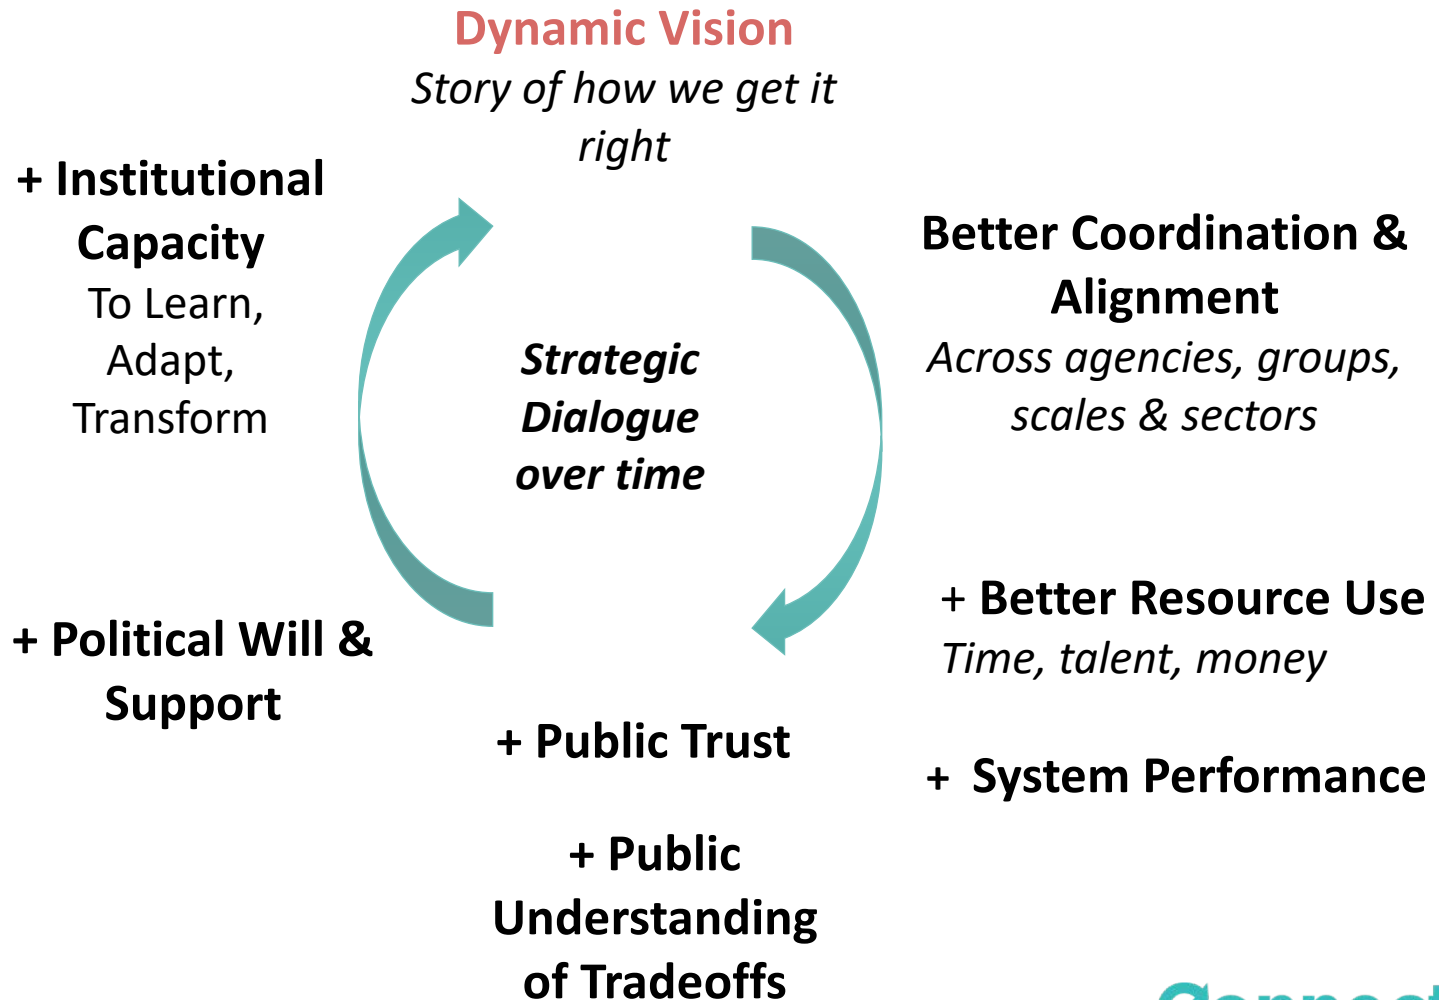 Dynamic Vision
Story of how we get it
right
+ Institutional
Capacity
To Learn,
Adapt,
Transform
Better Coordination &
Alignment
Across agencies, groups,
scales & sectors
Strategic
Dialogue
over time
+ Better Resource Use
Time, talent, money
+ Political Will &
Support
+ Public Trust
+ System Performance
+ Public
Understanding
of Tradeoffs